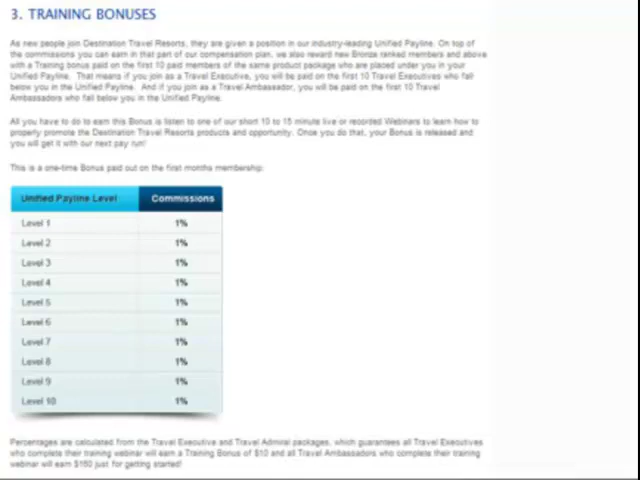 3. TRAINING BONUSES
As new people join Destination Travel Resorts, they are given a position in our industry-leading Unified Payline. On top of
the commissions you can earn in that part of our compensation plan, we also reward new Bronze ranked members and above
with a Training bonus paid on the first 10 paid members of the same product package who are placed under you in your
Unified Payline. That means if you join as a Travel Executive, you will be paid on the first 10 Travel Executives who fall
below you in the Unified Payline. And if you join as a Travel Ambassador, you will be paid on the first 10 Travel
Ambassadors who fall below you in the Unified Payline.
All you have to do to earn this Bonus is listen to one of our short 10 to 15 minute live or recorded Webinars to learn how to
properly promote the Destination Travel Resorts products and opportunity. Once you do that, your Bonus is released and
you will get it with our next pay run!
This is a one-time Bonus paid out on the first months membership:
Unified Payline Level Commissions
Level 1 1%
Level 2 1%
Level 3 1%
Level 4 1%
Level 5 1%
Level 6 1%
Level 7 1%
Level 8 1%
Level 9 1%
Level 10 1%
Percentages are calculated from the Travel Executive and Travel Admiral packages, which guarantees all Travel Executives
who complete their training webinar will earn a Training Bonus of $10 and all Travel Ambassadors who complete their training
webinar will earn $160 just for getting started!